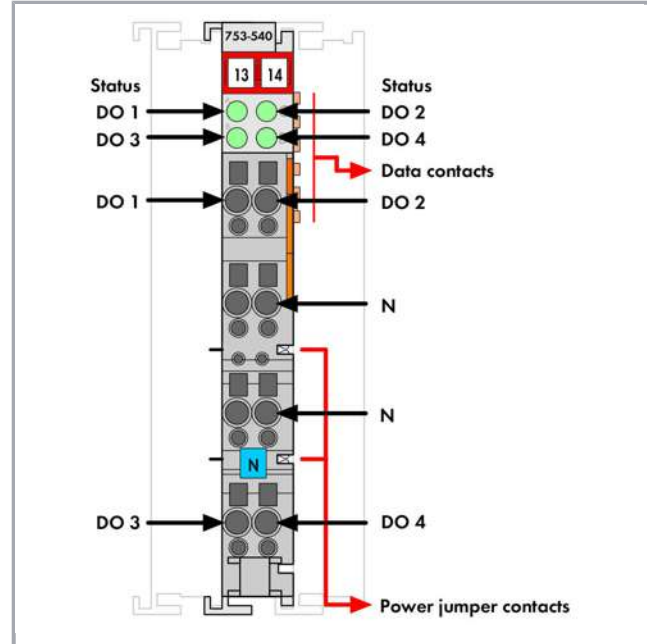 753-540
13 14
Status Status
DO 1 DO 2
DO 3 DO 4
Data contacts
DO 1 DO 2
N
N
N
DO 3 DO 4
Power jumper contacts